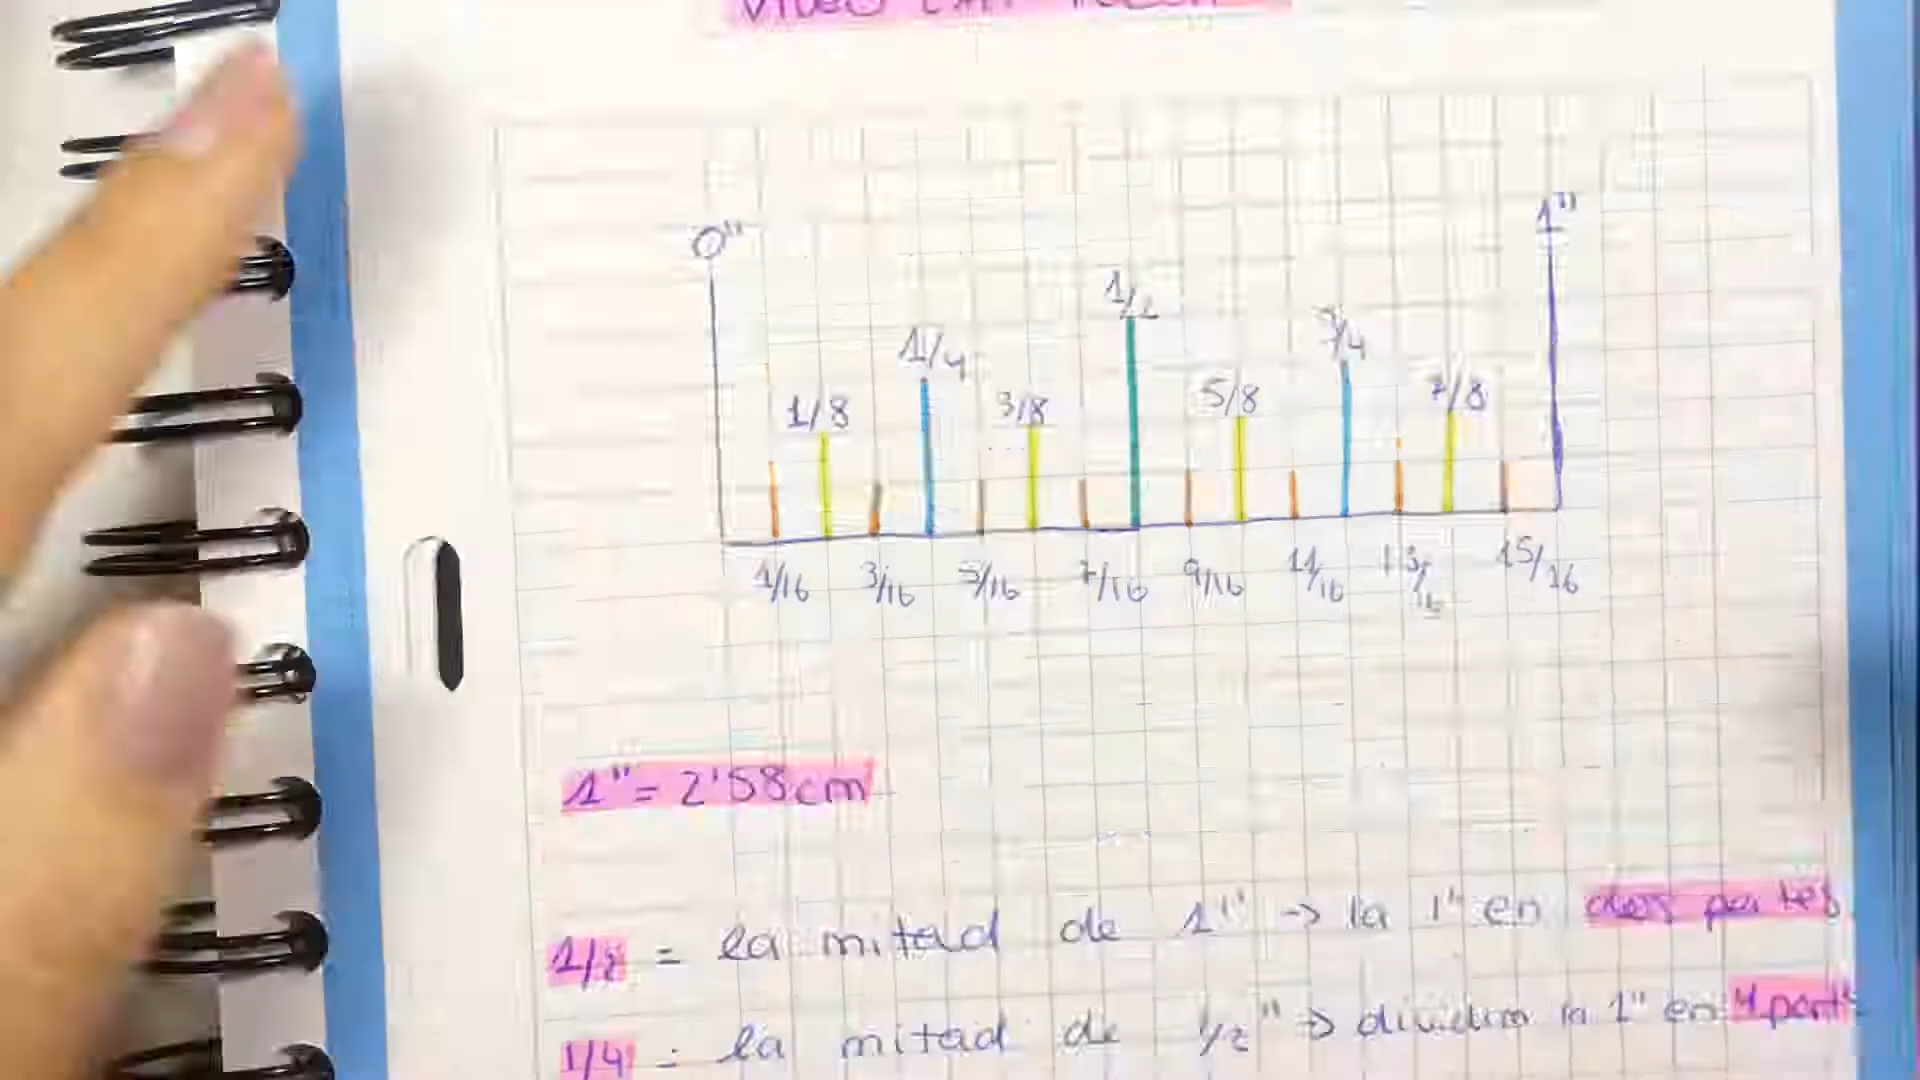 0" 1"
1/2
1/4 3/4
1/8 3/8 5/8 7/8
1/16 3/16 5/16 7/16 9/16 11/16 13/16 15/16
1" = 2'58cm
1/2 = la mitad de 1" → la 1" en dos partes
1/4 = la mitad de 1/2" → dividim la 1" en 4 parts